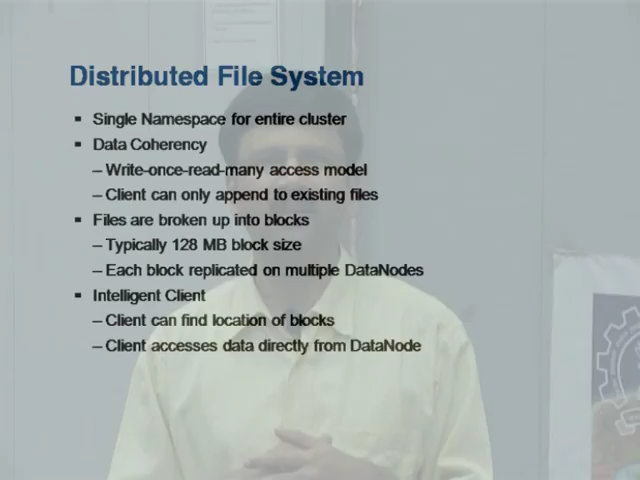 Distributed File System
▪ Single Namespace for entire cluster
▪ Data Coherency
– Write-once-read-many access model
– Client can only append to existing files
▪ Files are broken up into blocks
– Typically 128 MB block size
– Each block replicated on multiple DataNodes
▪ Intelligent Client
– Client can find location of blocks
– Client accesses data directly from DataNode